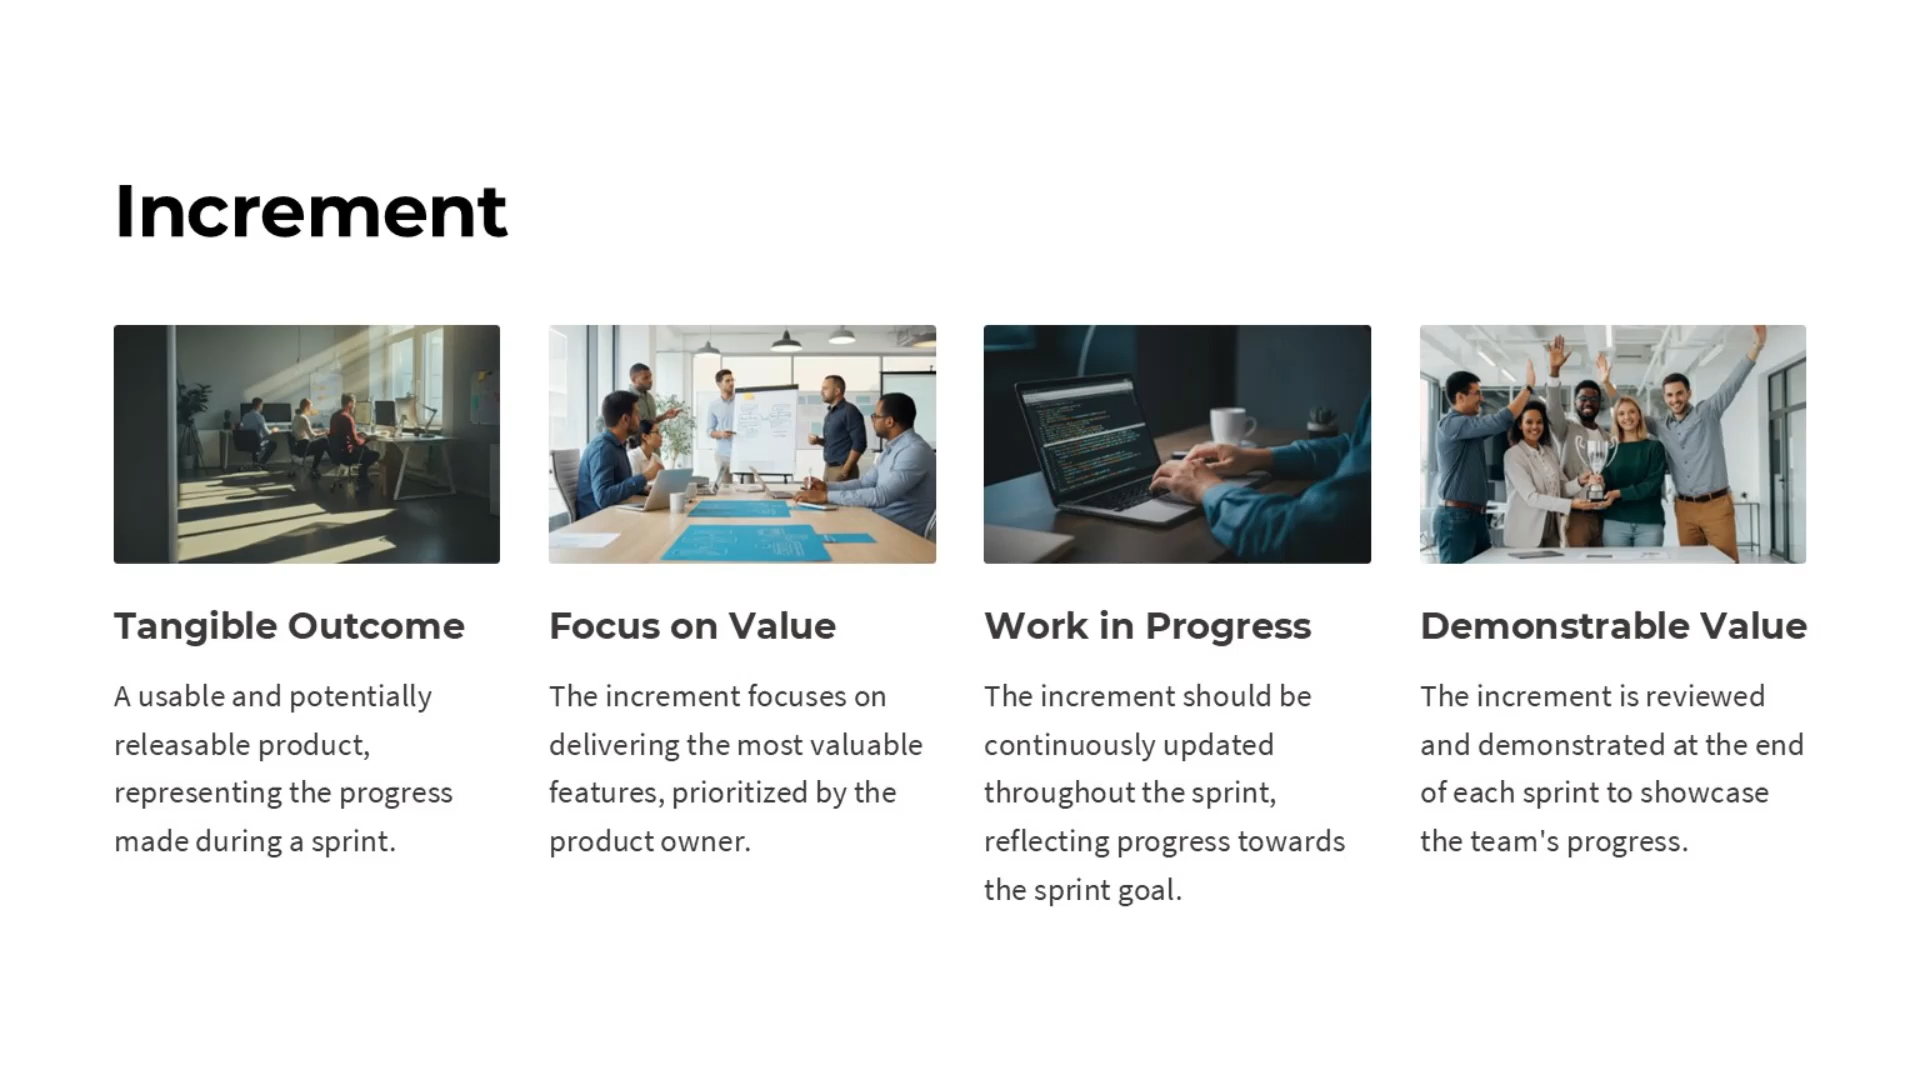 Increment
Tangible Outcome
A usable and potentially
releasable product,
representing the progress
made during a sprint.
Focus on Value
The increment focuses on
delivering the most valuable
features, prioritized by the
product owner.
Work in Progress
The increment should be
continuously updated
throughout the sprint,
reflecting progress towards
the sprint goal.
Demonstrable Value
The increment is reviewed
and demonstrated at the end
of each sprint to showcase
the team's progress.